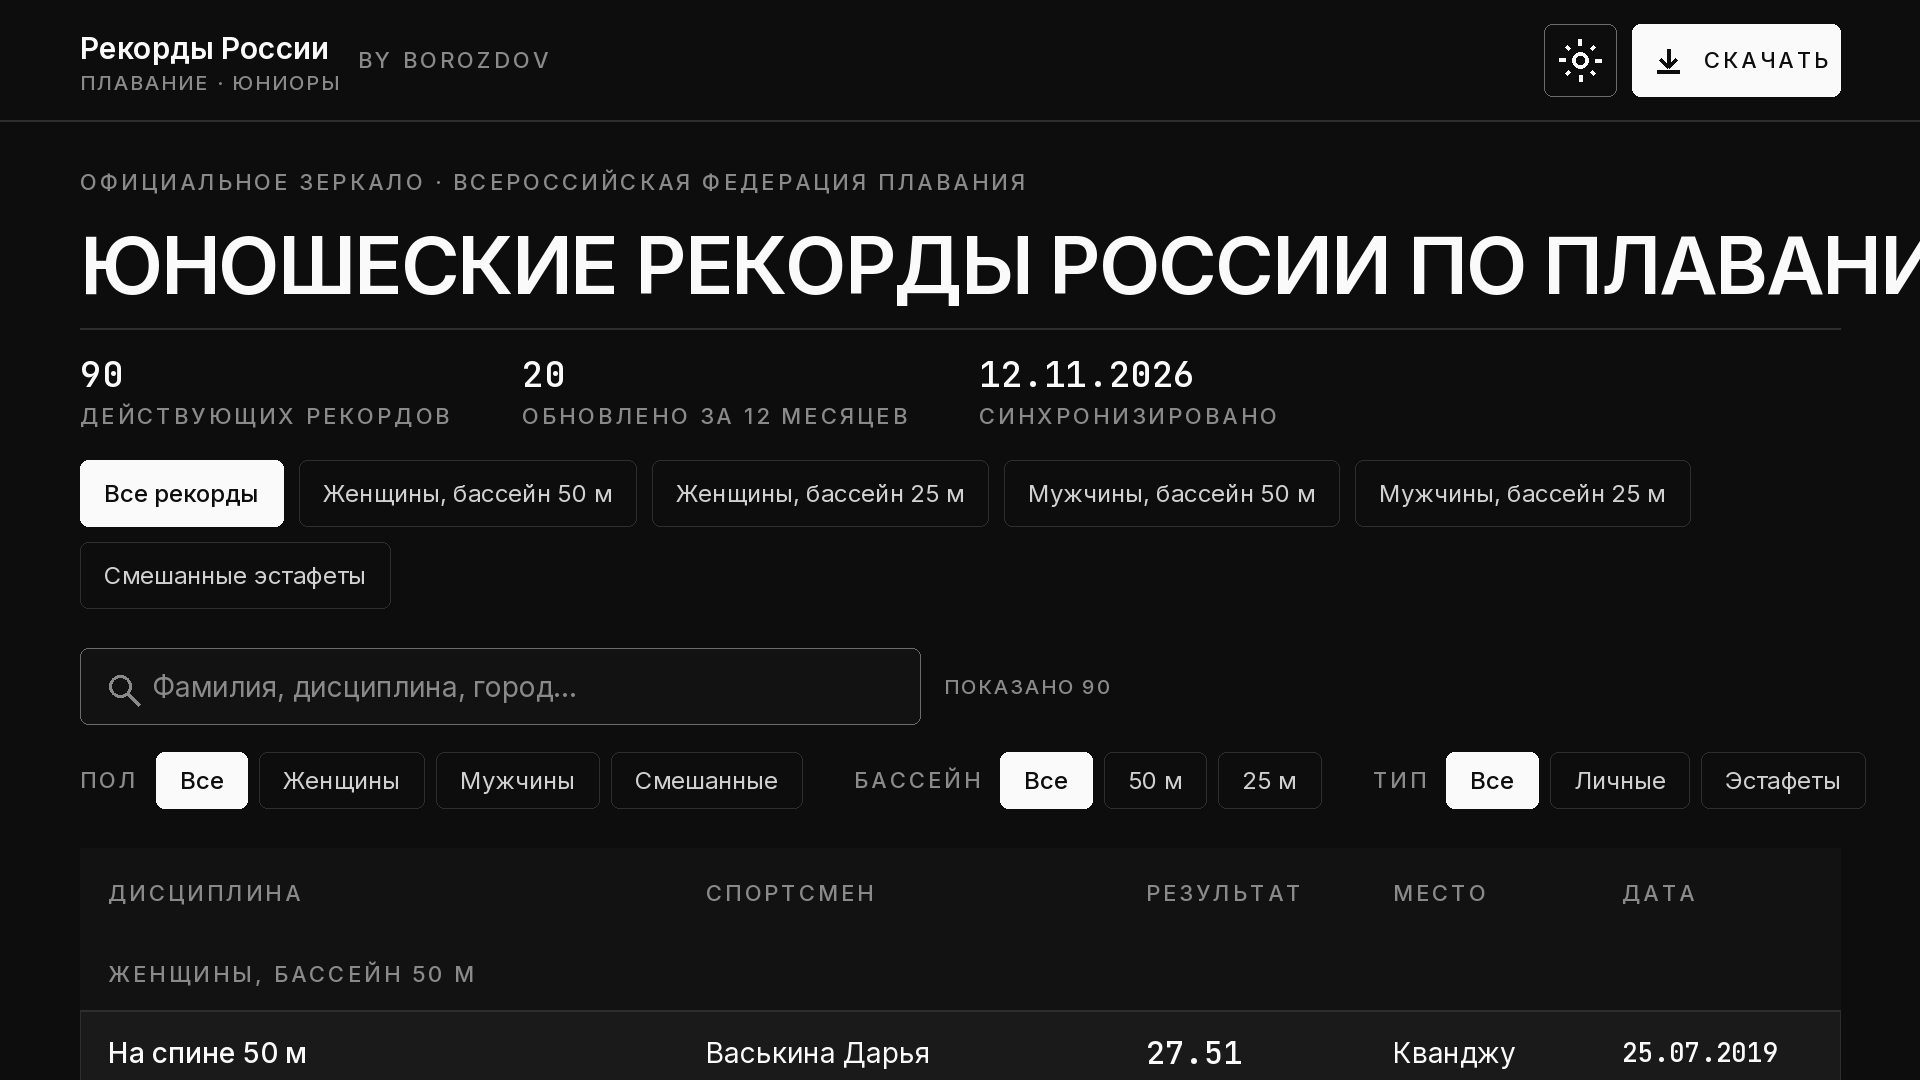 Рекорды России
ПЛАВАНИЕ · ЮНИОРЫ
BY BOROZDOV
СКАЧАТЬ
ОФИЦИАЛЬНОЕ ЗЕРКАЛО · ВСЕРОССИЙСКАЯ ФЕДЕРАЦИЯ ПЛАВАНИЯ
ЮНОШЕСКИЕ РЕКОРДЫ РОССИИ ПО ПЛАВАНИ
90
ДЕЙСТВУЮЩИХ РЕКОРДОВ
20
ОБНОВЛЕНО ЗА 12 МЕСЯЦЕВ
12.11.2026
СИНХРОНИЗИРОВАНО
Все рекорды
Женщины, бассейн 50 м
Женщины, бассейн 25 м
Мужчины, бассейн 50 м
Мужчины, бассейн 25 м
Смешанные эстафеты
Фамилия, дисциплина, город...
ПОКАЗАНО 90
ПОЛ Все Женщины Мужчины Смешанные БАССЕЙН Все 50 м 25 м ТИП Все Личные Эстафеты
ДИСЦИПЛИНА СПОРТСМЕН РЕЗУЛЬТАТ МЕСТО ДАТА
ЖЕНЩИНЫ, БАССЕЙН 50 М
На спине 50 м Васькина Дарья 27.51 Кванджу 25.07.2019